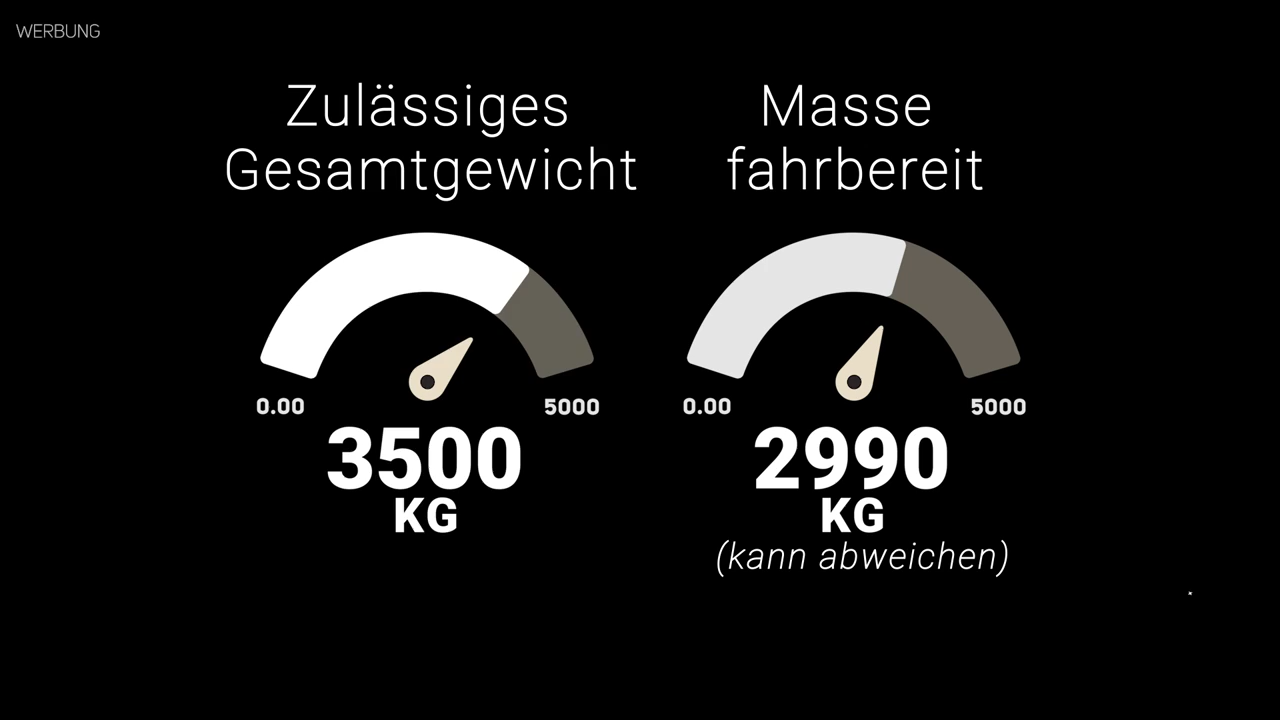 WERBUNG
Zulässiges
Gesamtgewicht
0.00
5000
3500
KG
Masse
fahrbereit
0.00
5000
2990
KG
(kann abweichen)